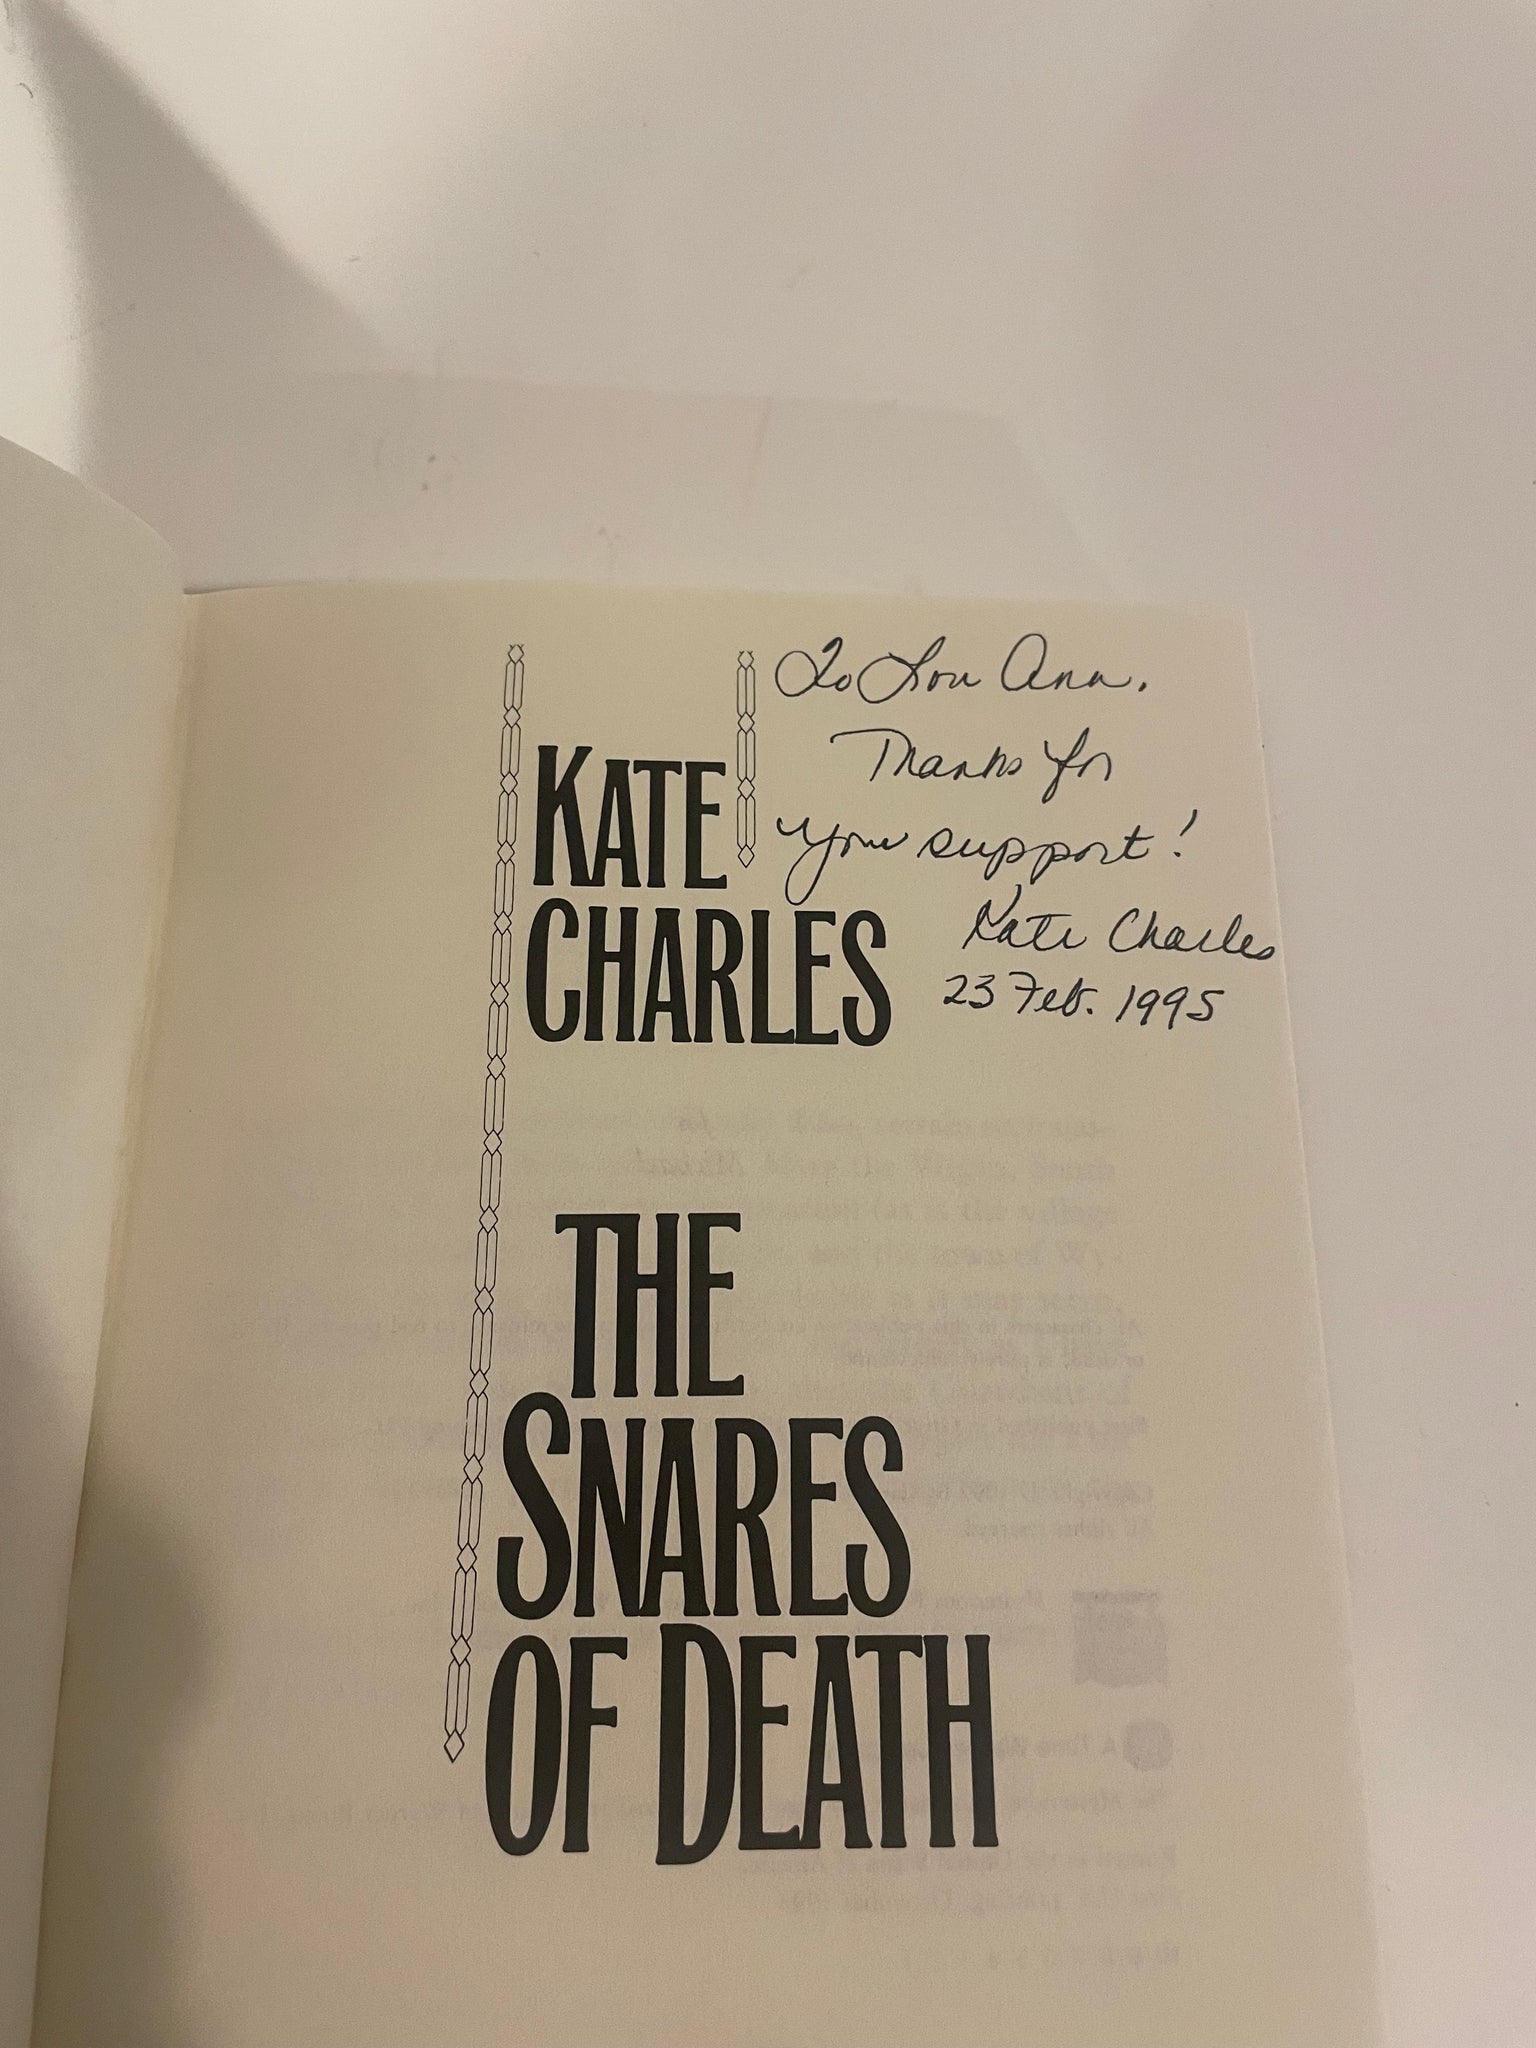 To Lou Ann,
Thanks for
your support!
Kate Charles
23 Feb. 1995
KATE
CHARLES
THE
SNARES
OF DEATH